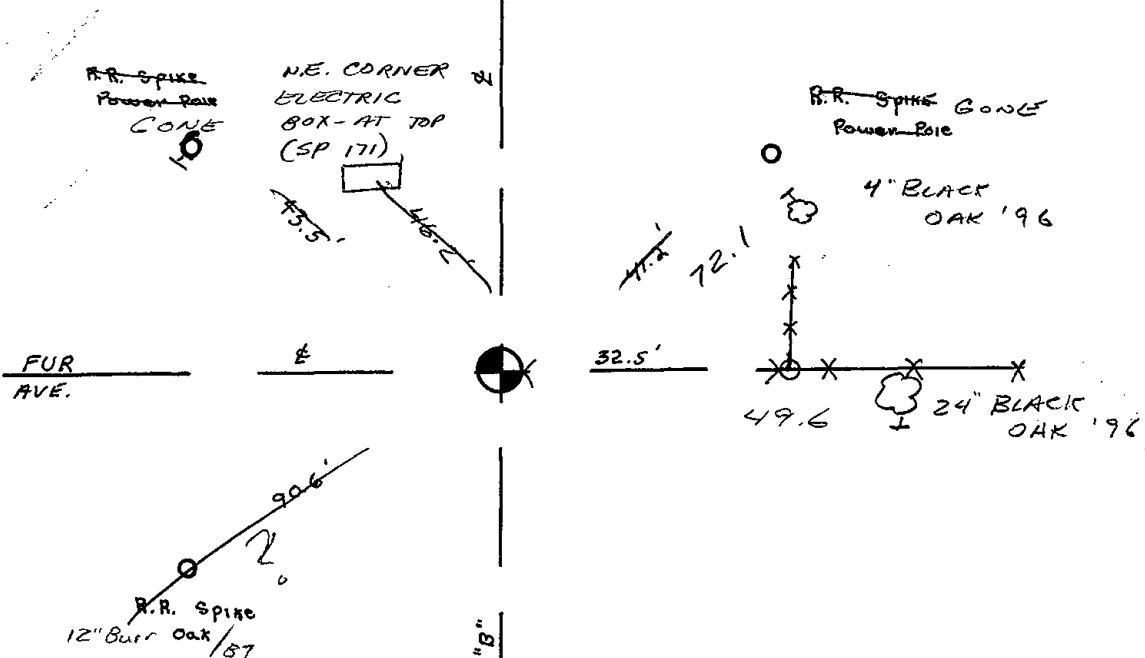 R.R. Spike
Power Pole
GONE
N.E. CORNER
ELECTRIC
BOX-AT TOP
(SP 171)
43.5'
46.2'
R.R. Spike GONE
Power Pole
4" BLACK
OAK '96
41.2'
72.1
FUR
AVE.
32.5'
49.6
24" BLACK
OAK '96
90.6'
R.R. Spike
12" Burr Oak/87
"B"